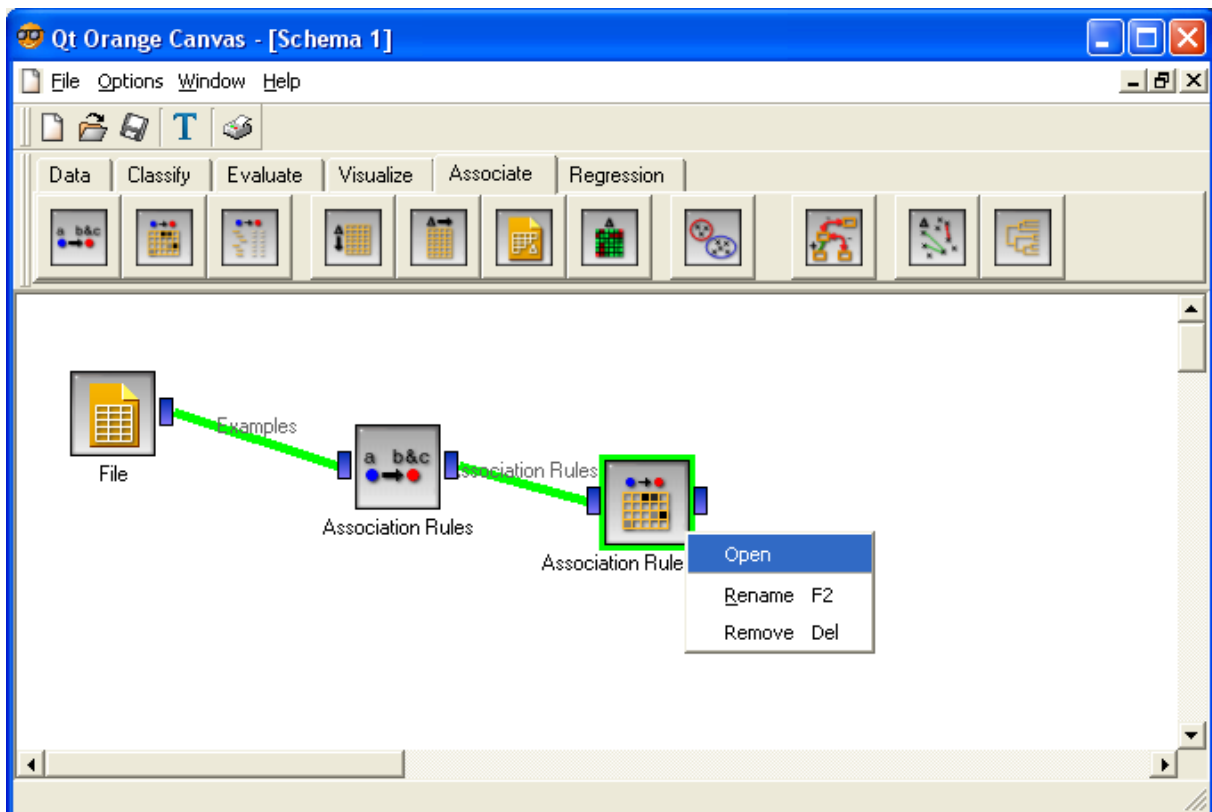 Qt Orange Canvas - [Schema 1]
File Options Window Help
T
Data Classify Evaluate Visualize Associate Regression
a b&c
A
A
A
Examples
File
a b&c
Association Rules
Association Rules
Association Rule
Open
Rename F2
Remove Del